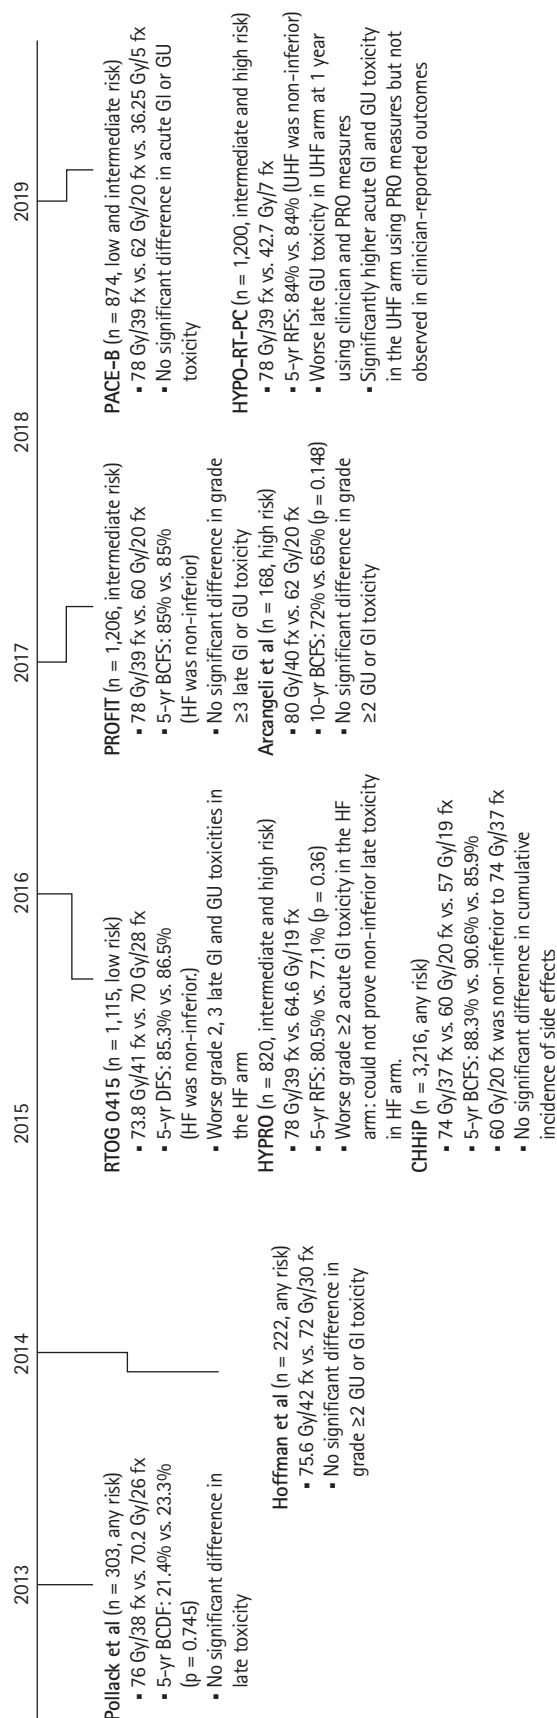 2013
2014
2015
2016
2017
2018
2019
Pollack et al (n = 303, any risk)
▪ 76 Gy/38 fx vs. 70.2 Gy/26 fx
▪ 5-yr BCDF: 21.4% vs. 23.3%
(p = 0.745)
▪ No significant difference in
late toxicity
Hoffman et al (n = 222, any risk)
▪ 75.6 Gy/42 fx vs. 72 Gy/30 fx
▪ No significant difference in
grade ≥2 GU or GI toxicity
RTOG 0415 (n = 1,115, low risk)
▪ 73.8 Gy/41 fx vs. 70 Gy/28 fx
▪ 5-yr DFS: 85.3% vs. 86.5%
(HF was non-inferior.)
▪ Worse grade 2, 3 late GI and GU toxicities in
the HF arm
HYPRO (n = 820, intermediate and high risk)
▪ 78 Gy/39 fx vs. 64.6 Gy/19 fx
▪ 5-yr RFS: 80.5% vs. 77.1% (p = 0.36)
▪ Worse grade ≥2 acute GI toxicity in the HF
arm: could not prove non-inferior late toxicity
in HF arm.
CHHiP (n = 3,216, any risk)
▪ 74 Gy/37 fx vs. 60 Gy/20 fx vs. 57 Gy/19 fx
▪ 5-yr BCFS: 88.3% vs. 90.6% vs. 85.9%
▪ 60 Gy/20 fx was non-inferior to 74 Gy/37 fx
▪ No significant difference in cumulative
incidence of side effects
PROFIT (n = 1,206, intermediate risk)
▪ 78 Gy/39 fx vs. 60 Gy/20 fx
▪ 5-yr BCFS: 85% vs. 85%
(HF was non-inferior)
▪ No significant difference in grade
≥3 late GI or GU toxicity
Arcangeli et al (n = 168, high risk)
▪ 80 Gy/40 fx vs. 62 Gy/20 fx
▪ 10-yr BCFS: 72% vs. 65% (p = 0.148)
▪ No significant difference in grade
≥2 GU or GI toxicity
PACE-B (n = 874, low and intermediate risk)
▪ 78 Gy/39 fx vs. 62 Gy/20 fx vs. 36.25 Gy/5 fx
▪ No significant difference in acute GI or GU
toxicity
HYPO-RT-PC (n = 1,200, intermediate and high risk)
▪ 78 Gy/39 fx vs. 42.7 Gy/7 fx
▪ 5-yr RFS: 84% vs. 84% (UHF was non-inferior)
▪ Worse late GU toxicity in UHF arm at 1 year
using clinician and PRO measures
▪ Significantly higher acute GI and GU toxicity
in the UHF arm using PRO measures but not
observed in clinician-reported outcomes